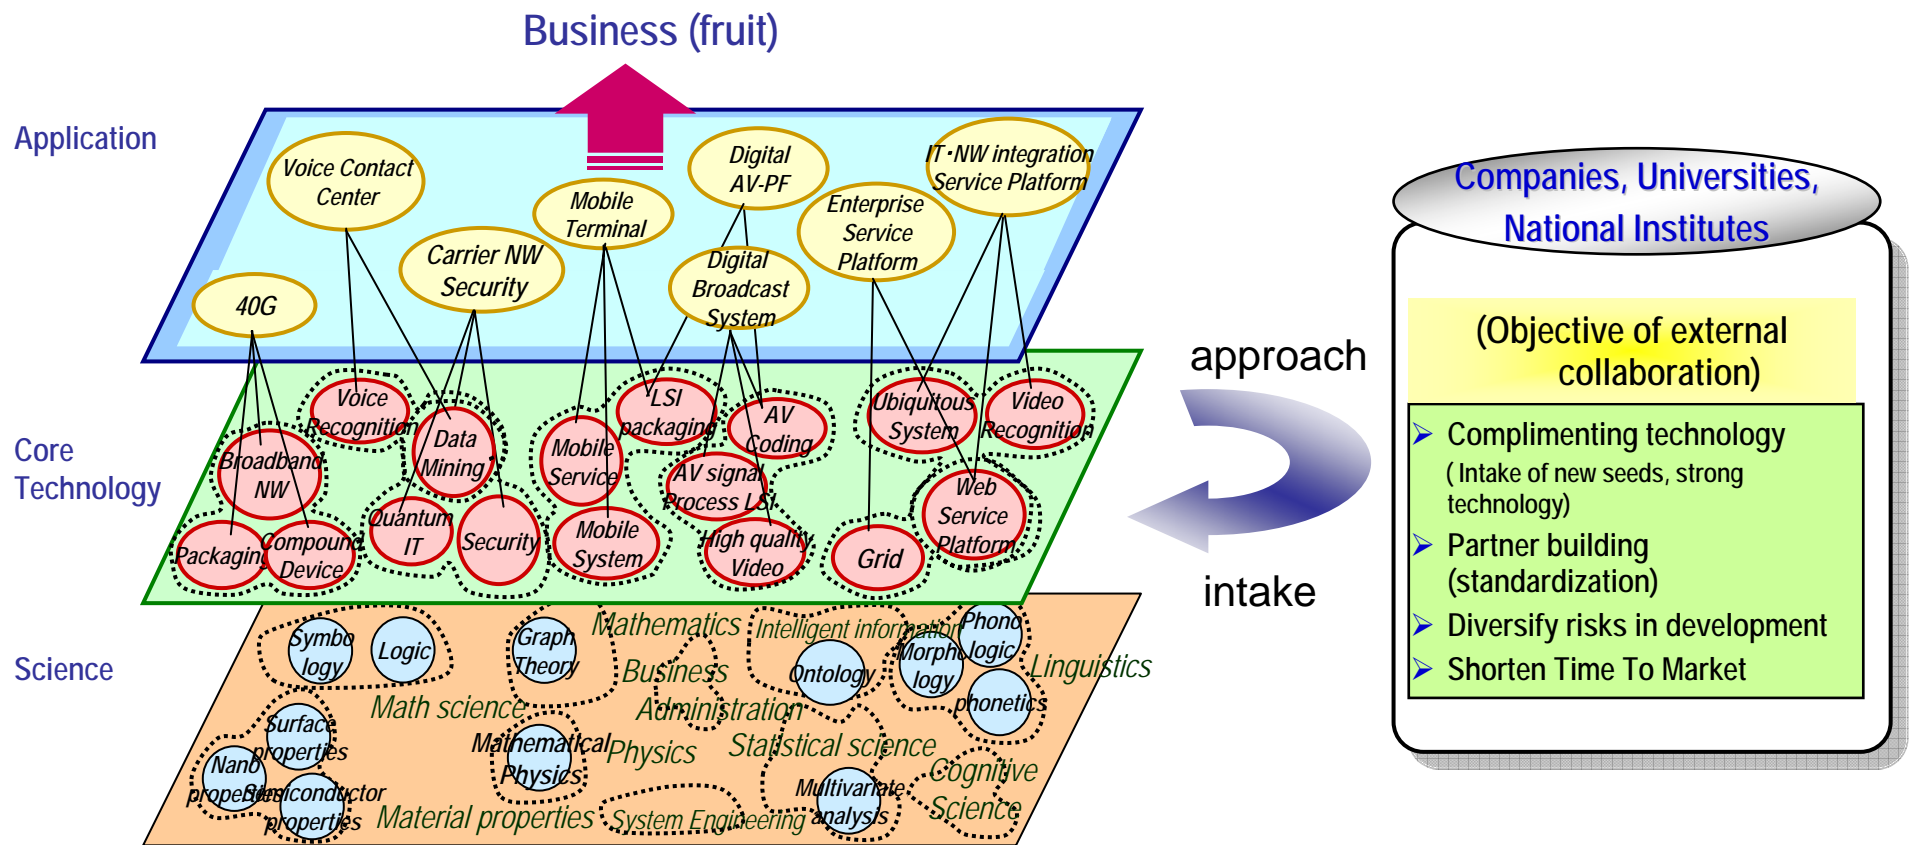 Business (fruit)
Application
Voice Contact
Center
Digital
AV-PF
IT・NW integration
Service Platform
Mobile
Terminal
Enterprise
Service
Platform
Carrier NW
Security
Digital
Broadcast
System
40G
Core
Technology
Voice
Recognition
LSI
packaging
AV
Coding
Ubiquitous
System
Video
Recognition
Data
Mining
Mobile
Service
Broadband
NW
AV signal
Process LSI
Web
Service
Platform
Quantum
IT
Security
Mobile
System
High quality
Video
Grid
Packaging
Compound
Device
Science
Symbo
logy
Logic
Graph
Theory
Mathematics
Intelligent information
Phono
logic
Morpho
logy
Linguistics
Business
Administration
Ontology
phonetics
Math science
Surface
properties
Mathematical
Physics
Physics
Statistical science
Cognitive
Science
Nano
properties
Semiconductor
properties
Material properties
System Engineering
Multivariate
analysis
approach
intake
Companies, Universities,
National Institutes
(Objective of external
collaboration)
➢ Complimenting technology
( Intake of new seeds, strong
technology)
➢ Partner building
(standardization)
➢ Diversify risks in development
➢ Shorten Time To Market